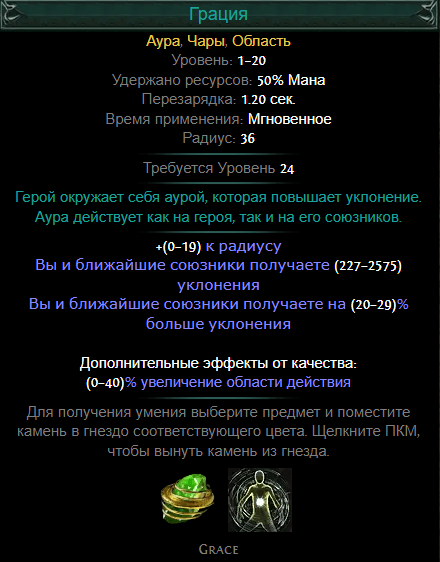 Грация
Аура, Чары, Область
Уровень: 1–20
Удержано ресурсов: 50% Мана
Перезарядка: 1.20 сек.
Время применения: Мгновенное
Радиус: 36
Требуется Уровень 24
Герой окружает себя аурой, которая повышает уклонение.
Аура действует как на героя, так и на его союзников.
+(0–19) к радиусу
Вы и ближайшие союзники получаете (227–2575)
уклонения
Вы и ближайшие союзники получаете на (20–29)%
больше уклонения
Дополнительные эффекты от качества:
(0–40)% увеличение области действия
Для получения умения выберите предмет и поместите
камень в гнездо соответствующего цвета. Щелкните ПКМ,
чтобы вынуть камень из гнезда.
Grace